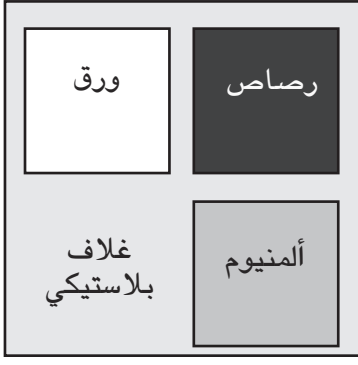 رصاص
ورق
ألمنيوم
غلاف
بلاستيكي